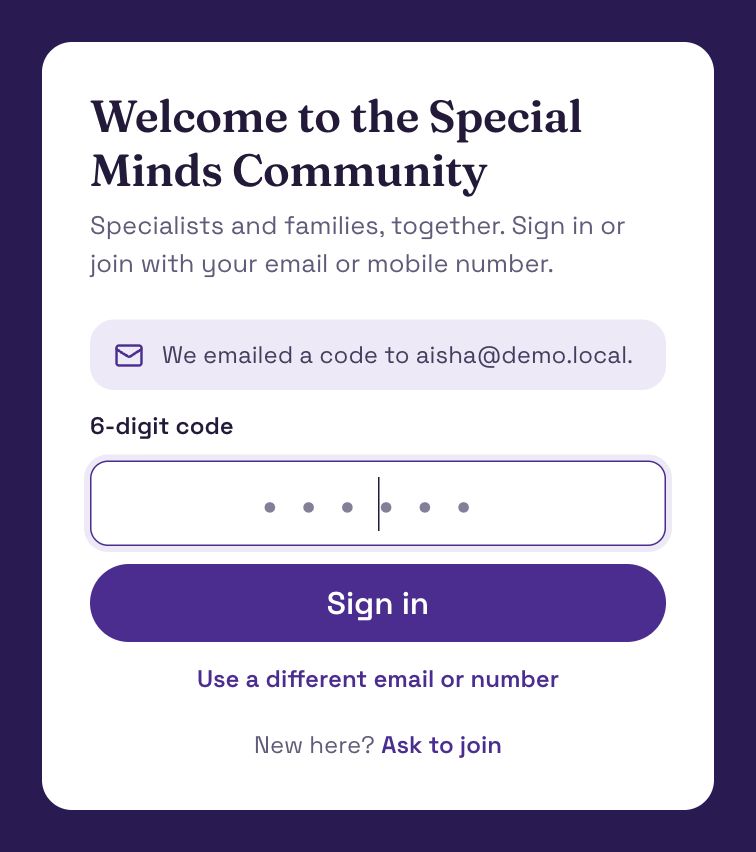 Welcome to the Special
Minds Community
Specialists and families, together. Sign in or
join with your email or mobile number.
We emailed a code to aisha@demo.local.
6-digit code
••••••
Sign in
Use a different email or number
New here? Ask to join